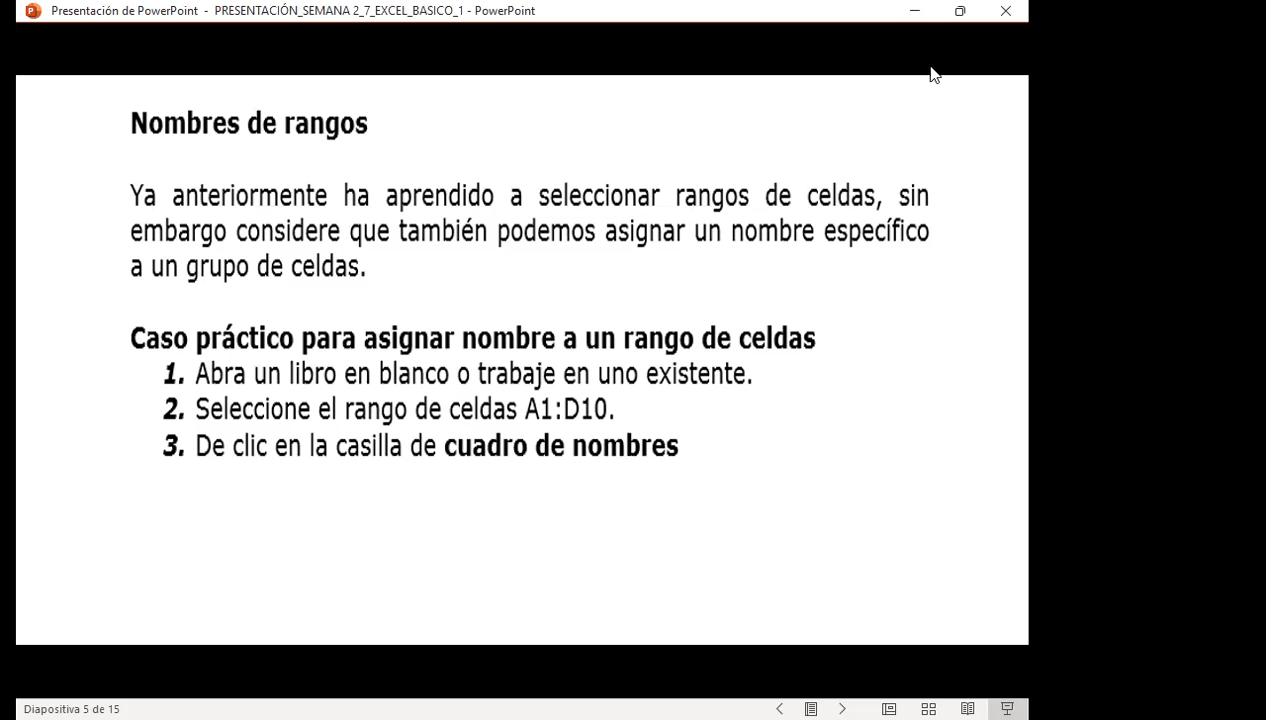 Presentación de PowerPoint - PRESENTACIÓN_SEMANA 2_7_EXCEL_BASICO_1 - PowerPoint
Nombres de rangos
Ya anteriormente ha aprendido a seleccionar rangos de celdas, sin
embargo considere que también podemos asignar un nombre específico
a un grupo de celdas.
Caso práctico para asignar nombre a un rango de celdas
1. Abra un libro en blanco o trabaje en uno existente.
2. Seleccione el rango de celdas A1:D10.
3. De clic en la casilla de cuadro de nombres
Diapositiva 5 de 15